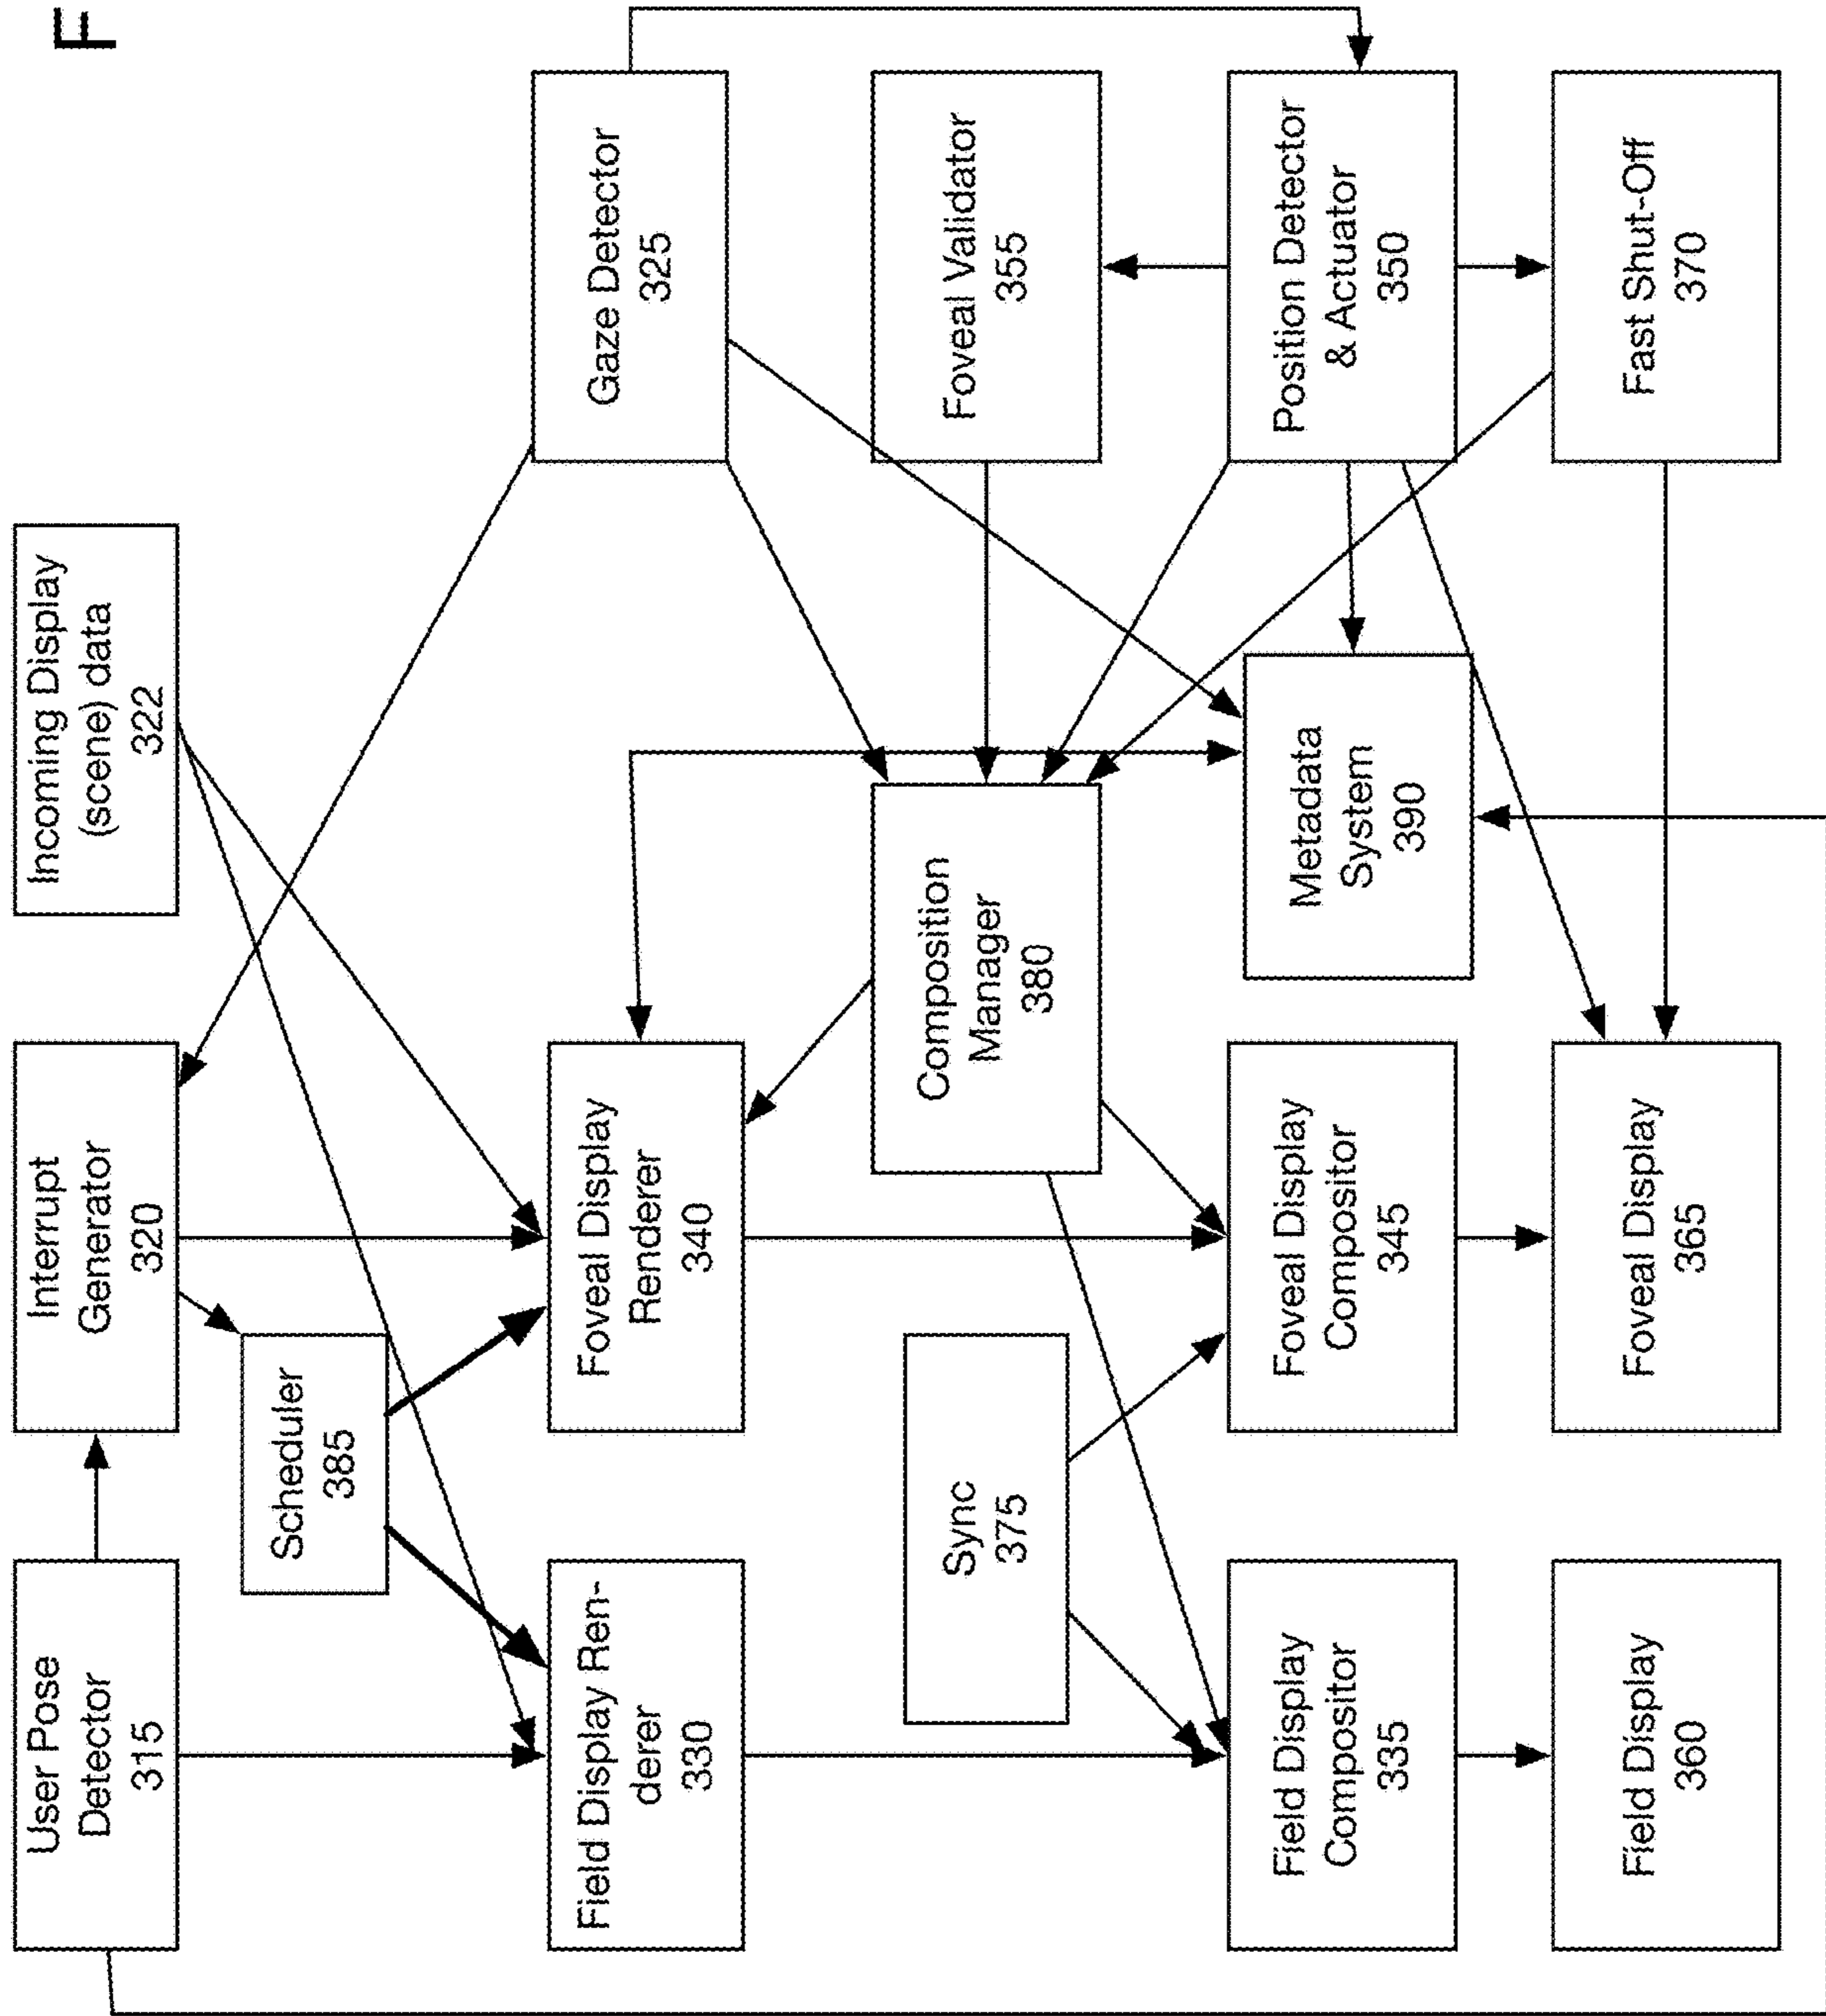 F
User Pose
Detector
315
Interrupt
Generator
320
Incoming Display
(scene) data
322
Scheduler
385
Gaze Detector
325
Field Display Ren-
derer
330
Foveal Display
Renderer
340
Sync
375
Composition
Manager
380
Foveal Validator
355
Field Display
Compositor
335
Foveal Display
Compositor
345
Metadata
System
390
Position Detector
& Actuator
350
Field Display
360
Foveal Display
365
Fast Shut-Off
370